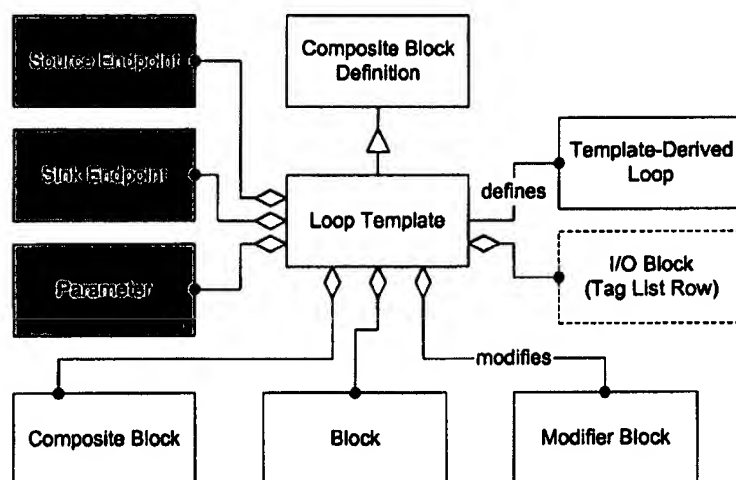 Source Endpoint
Composite Block
Definition
Sink Endpoint
Template-Derived
Loop
defines
Loop Template
Parameter
I/O Block
(Tag List Row)
modifies
Composite Block
Block
Modifier Block